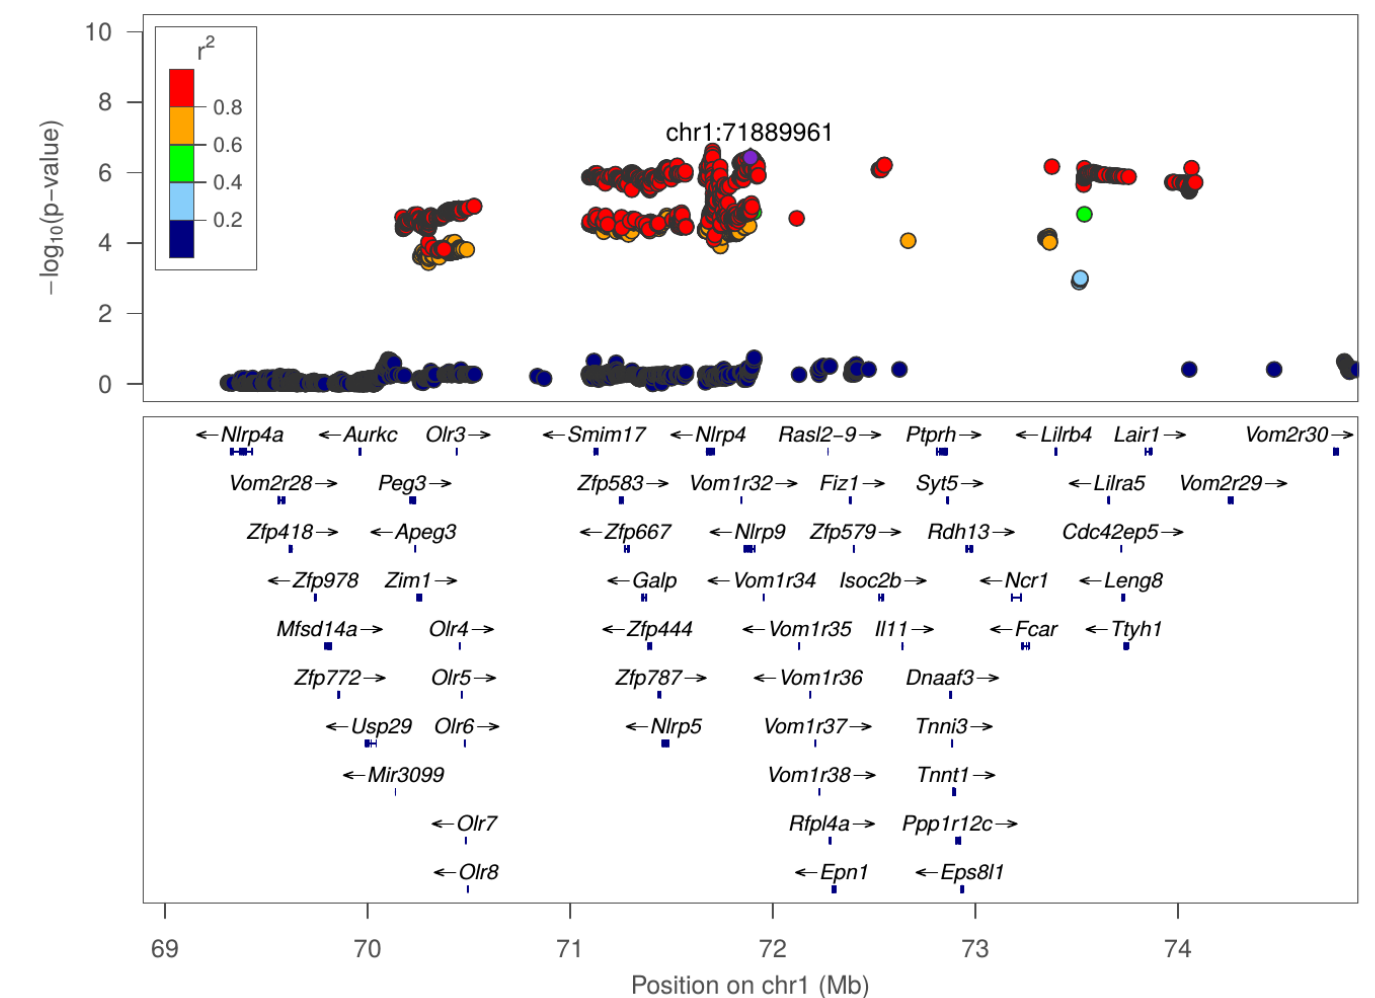 10
8
6
4
2
0
−log10(p−value)
r2
0.8
0.6
0.4
0.2
chr1:71889961
←Nlrp4a ←Aurkc Olr3→ ←Smim17 ←Nlrp4 Rasl2−9→ Ptprh→ ←Lilrb4 Lair1→ Vom2r30→
Vom2r28→ Peg3→ Zfp583→ Vom1r32→ Fiz1→ Syt5→ ←Lilra5 Vom2r29→
Zfp418→ ←Apeg3 ←Zfp667 ←Nlrp9 Zfp579→ Rdh13→ Cdc42ep5→
←Zfp978 Zim1→ ←Galp ←Vom1r34 Isoc2b→ ←Ncr1 ←Leng8
Mfsd14a→ Olr4→ ←Zfp444 ←Vom1r35 Il11→ ←Fcar ←Ttyh1
Zfp772→ Olr5→ Zfp787→ ←Vom1r36 Dnaaf3→
←Usp29 Olr6→ ←Nlrp5 Vom1r37→ Tnni3→
←Mir3099 Vom1r38→ Tnnt1→
←Olr7 Rfpl4a→ Ppp1r12c→
←Olr8 ←Epn1 ←Eps8l1
69 70 71 72 73 74
Position on chr1 (Mb)